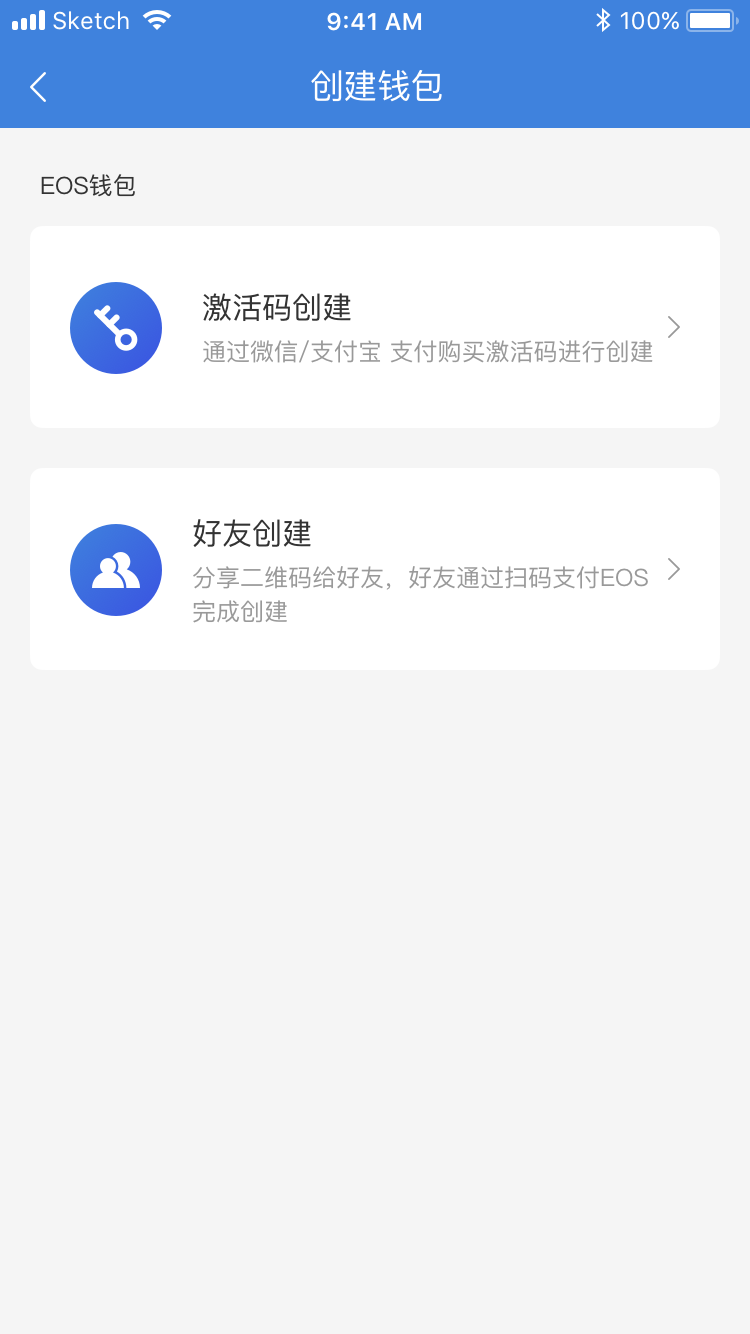 Sketch 9:41 AM 100%
创建钱包
EOS钱包
激活码创建
通过微信/支付宝 支付购买激活码进行创建
好友创建
分享二维码给好友，好友通过扫码支付EOS
完成创建